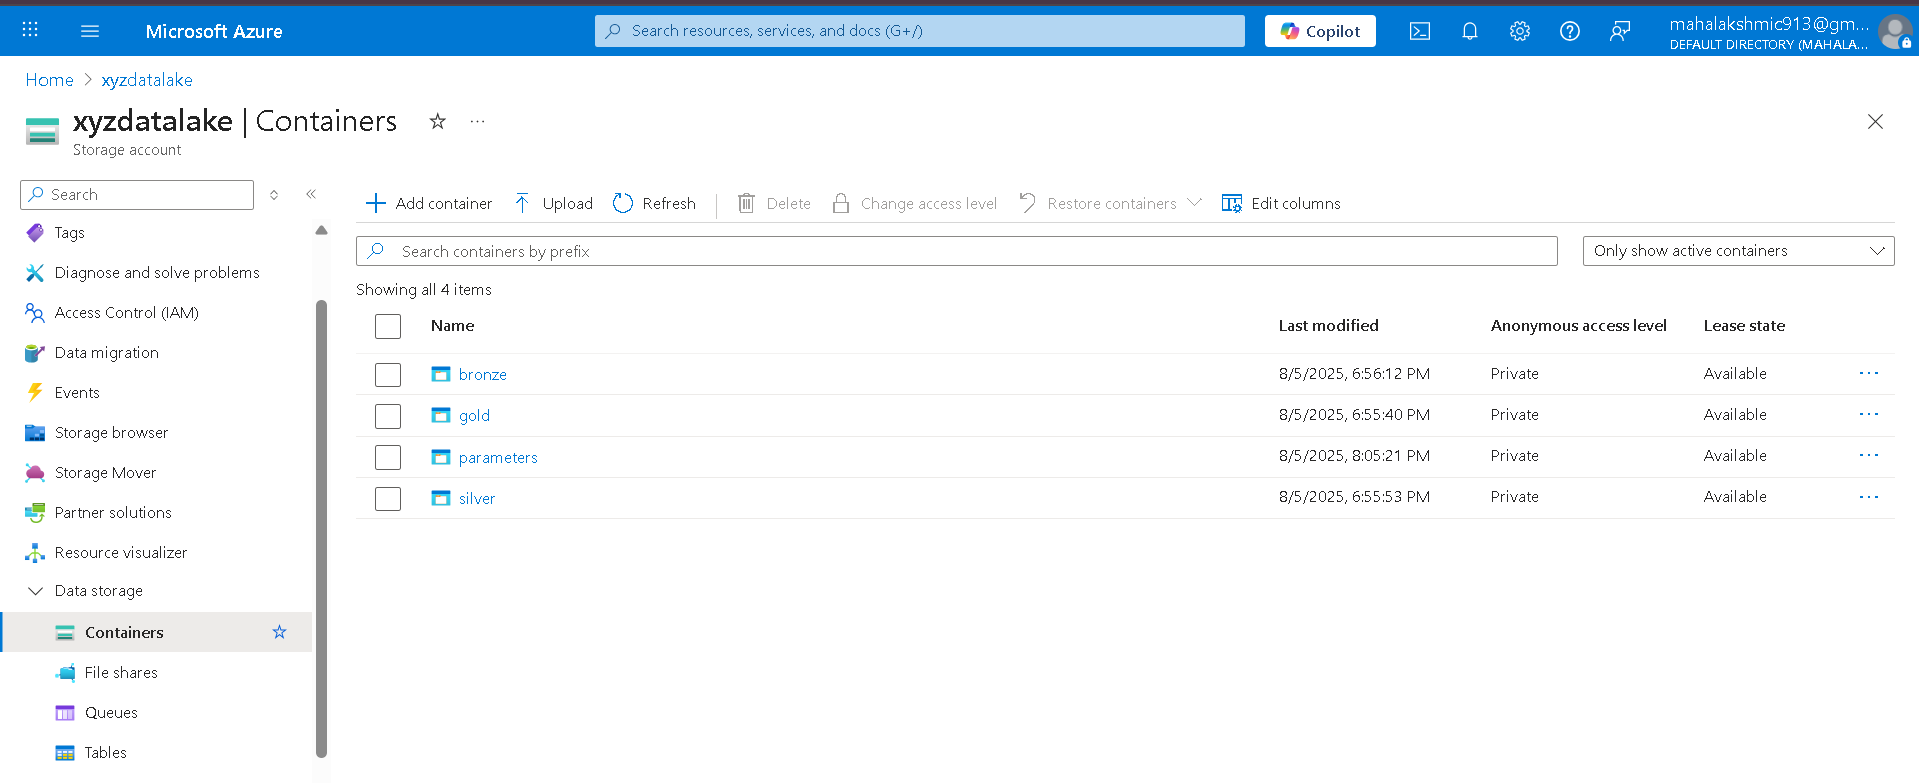 Microsoft Azure
Search resources, services, and docs (G+/)
Copilot
mahalakshmic913@gm...
DEFAULT DIRECTORY (MAHALA...
Home > xyzdatalake
xyzdatalake | Containers
Storage account
Search
Tags
Diagnose and solve problems
Access Control (IAM)
Data migration
Events
Storage browser
Storage Mover
Partner solutions
Resource visualizer
Data storage
Containers
File shares
Queues
Tables
Add container Upload Refresh Delete Change access level Restore containers Edit columns
Search containers by prefix
Only show active containers
Showing all 4 items
Name Last modified Anonymous access level Lease state
bronze 8/5/2025, 6:56:12 PM Private Available
gold 8/5/2025, 6:55:40 PM Private Available
parameters 8/5/2025, 8:05:21 PM Private Available
silver 8/5/2025, 6:55:53 PM Private Available